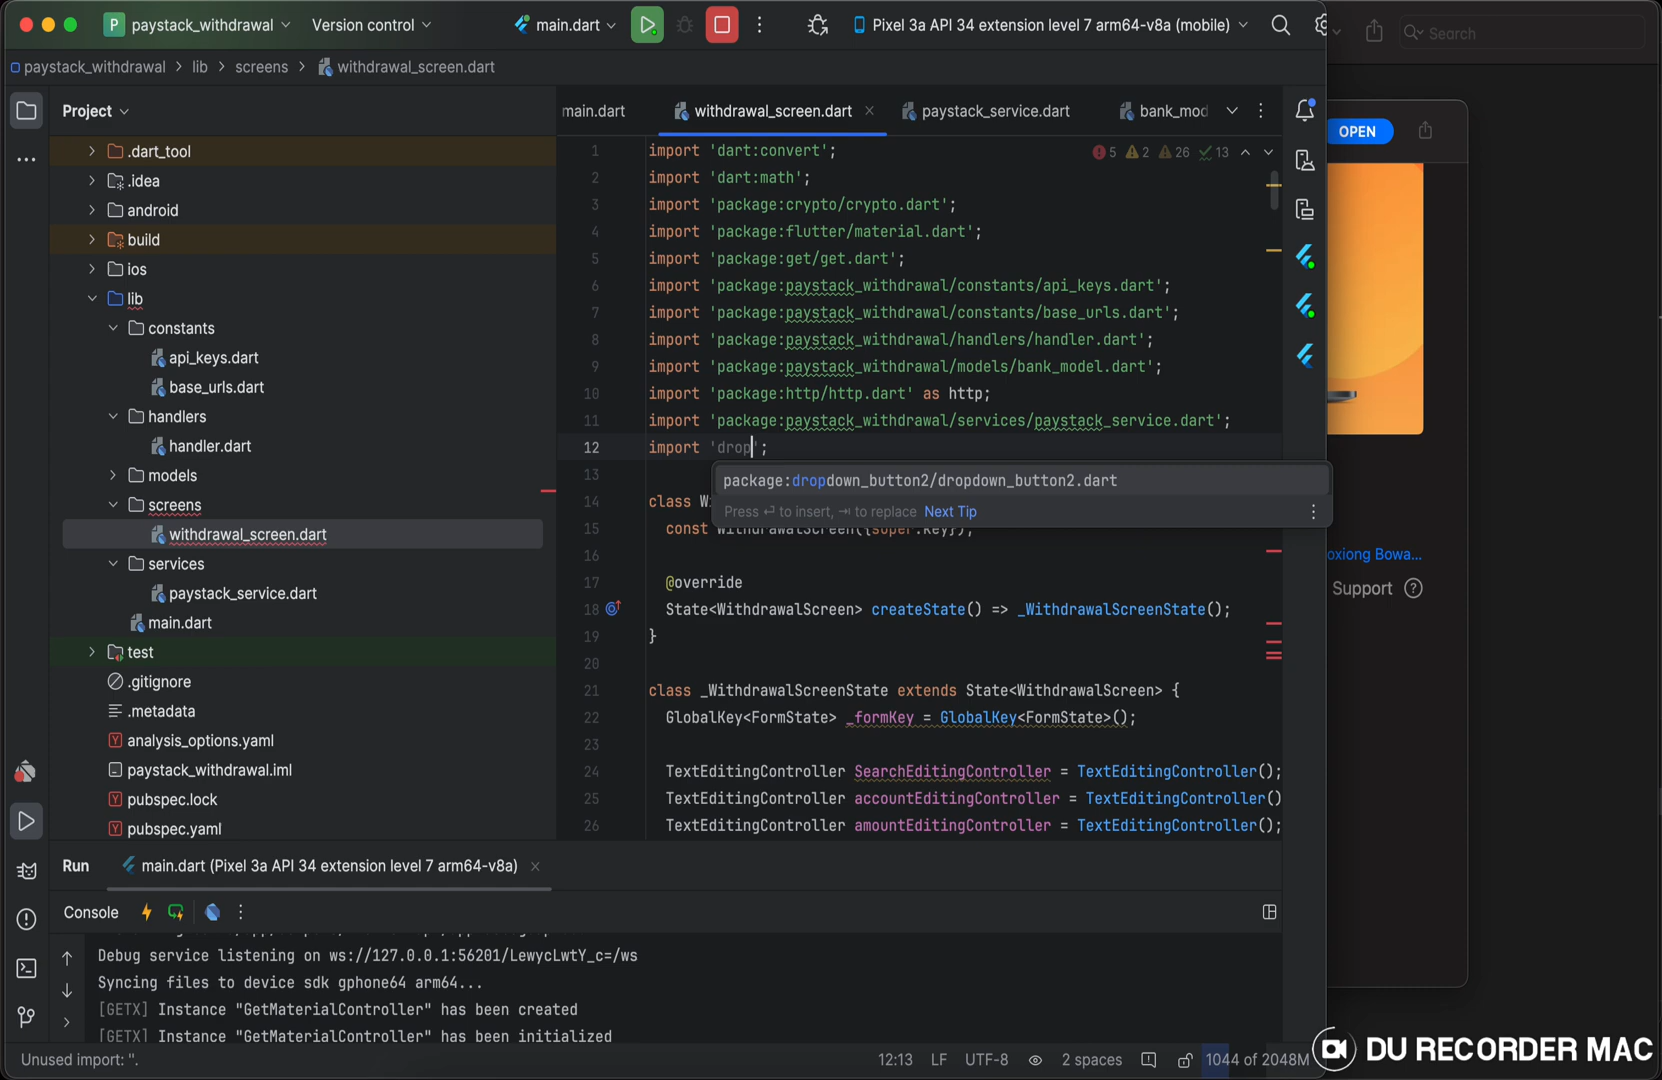 P paystack_withdrawal Version control main.dart Pixel 3a API 34 extension level 7 arm64-v8a (mobile)
Search
paystack_withdrawal > lib > screens > withdrawal_screen.dart
Project
main.dart withdrawal_screen.dart paystack_service.dart bank_mod
OPEN
.dart_tool
.idea
android
build
ios
lib
constants
api_keys.dart
base_urls.dart
handlers
handler.dart
models
screens
withdrawal_screen.dart
services
paystack_service.dart
main.dart
test
.gitignore
.metadata
analysis_options.yaml
paystack_withdrawal.iml
pubspec.lock
pubspec.yaml
5 2 26 13
1 import 'dart:convert';
2 import 'dart:math';
3 import 'package:crypto/crypto.dart';
4 import 'package:flutter/material.dart';
5 import 'package:get/get.dart';
6 import 'package:paystack_withdrawal/constants/api_keys.dart';
7 import 'package:paystack_withdrawal/constants/base_urls.dart';
8 import 'package:paystack_withdrawal/handlers/handler.dart';
9 import 'package:paystack_withdrawal/models/bank_model.dart';
10 import 'package:http/http.dart' as http;
11 import 'package:paystack_withdrawal/services/paystack_service.dart';
12 import 'drop';
13
package:dropdown_button2/dropdown_button2.dart
Press ⏎ to insert, ⇥ to replace Next Tip
14 class W
15 const WithdrawalScreen({super.key});
16
17 @override
18 State<WithdrawalScreen> createState() => _WithdrawalScreenState();
19 }
20
21 class _WithdrawalScreenState extends State<WithdrawalScreen> {
22 GlobalKey<FormState> _formKey = GlobalKey<FormState>();
23
24 TextEditingController SearchEditingController = TextEditingController();
25 TextEditingController accountEditingController = TextEditingController()
26 TextEditingController amountEditingController = TextEditingController();
oxiong Bowa...
Support ?
Run main.dart (Pixel 3a API 34 extension level 7 arm64-v8a)
Console
Debug service listening on ws://127.0.0.1:56201/LewycLwtY_c=/ws
Syncing files to device sdk gphone64 arm64...
[GETX] Instance "GetMaterialController" has been created
[GETX] Instance "GetMaterialController" has been initialized
Unused import: ''.
12:13 LF UTF-8 2 spaces 1044 of 2048M
DU RECORDER MAC